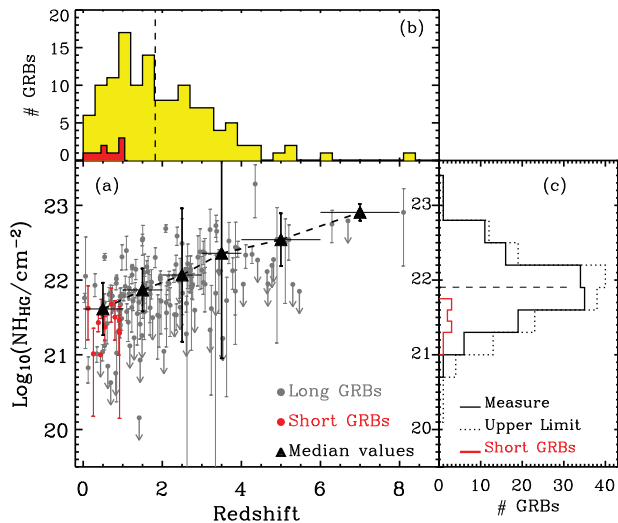 20
15
10
5
0
# GRBs
(b)
(a)
(c)
23
22
21
20
Log10(NHHG/cm−2)
Long GRBs
Short GRBs
Median values
0 2 4 6 8
Redshift
23
22
21
20
Measure
Upper Limit
Short GRBs
0 10 20 30 40
# GRBs